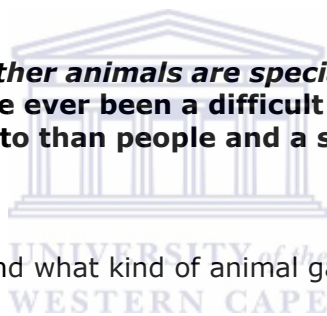 ther animals are specia
e ever been a difficult
to than people and a s
nd what kind of animal ga
UNIVERSITY of the
WESTERN CAPE